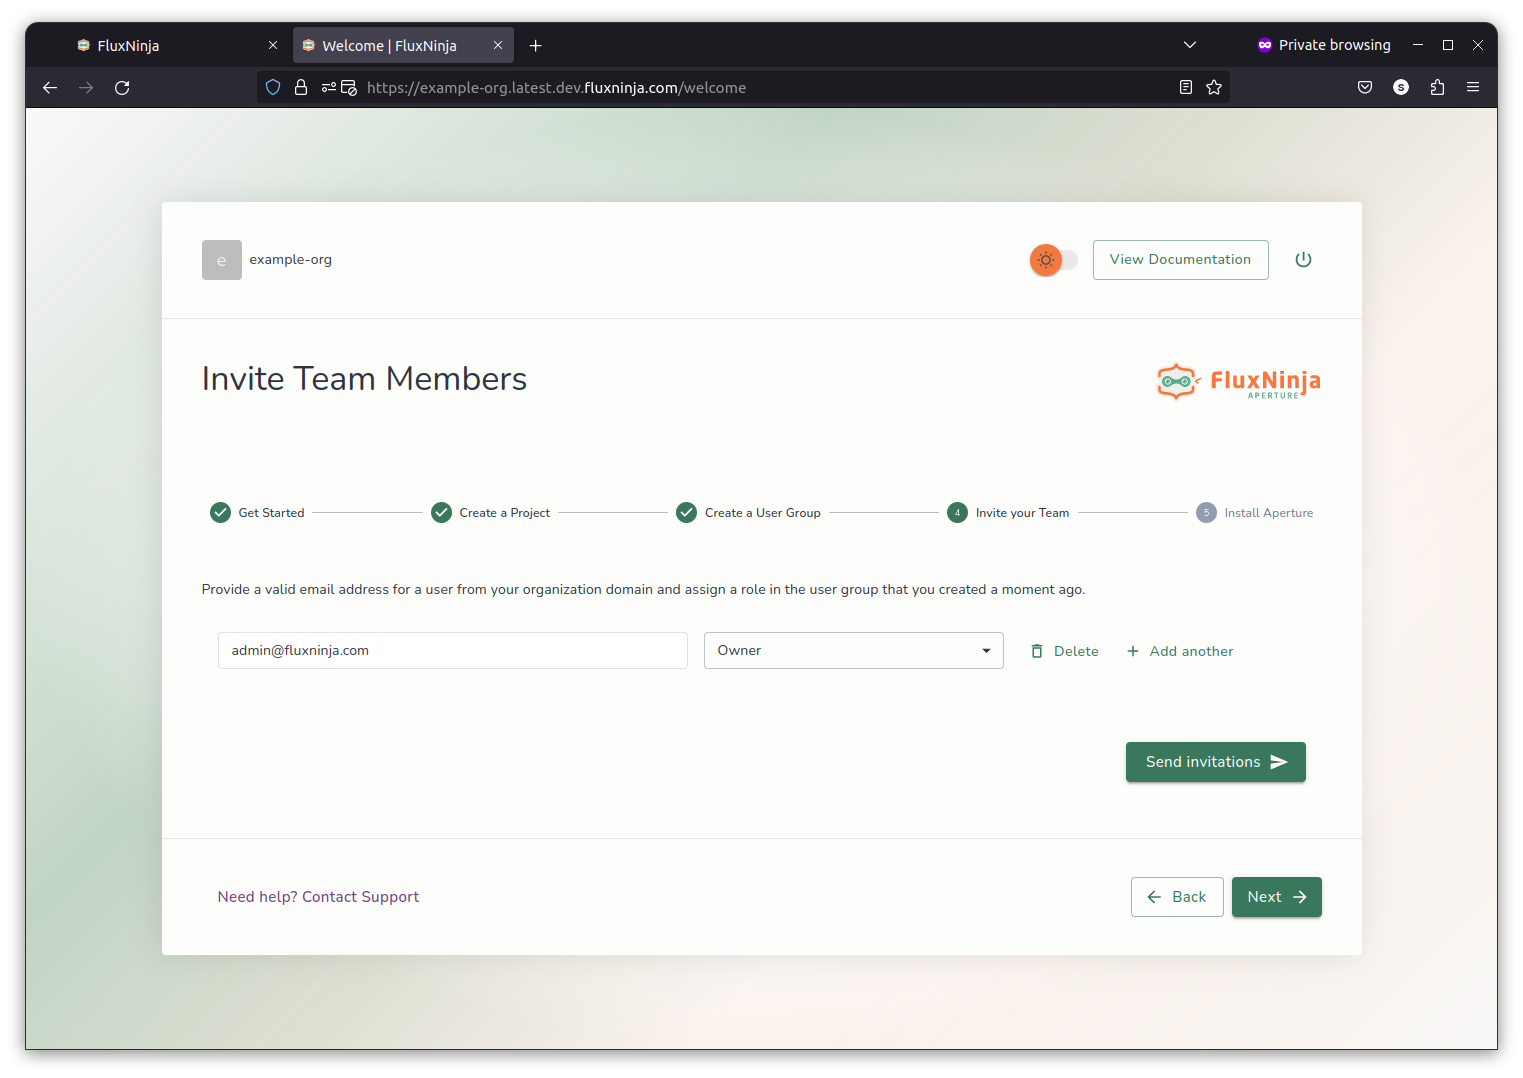 FluxNinja
Welcome | FluxNinja
Private browsing
https://example-org.latest.dev.fluxninja.com/welcome
S
e
example-org
View Documentation
Invite Team Members
FluxNinja
APERTURE
Get Started
Create a Project
Create a User Group
4 Invite your Team
5 Install Aperture
Provide a valid email address for a user from your organization domain and assign a role in the user group that you created a moment ago.
admin@fluxninja.com
Owner
Delete
Add another
Send invitations
Need help? Contact Support
Back
Next